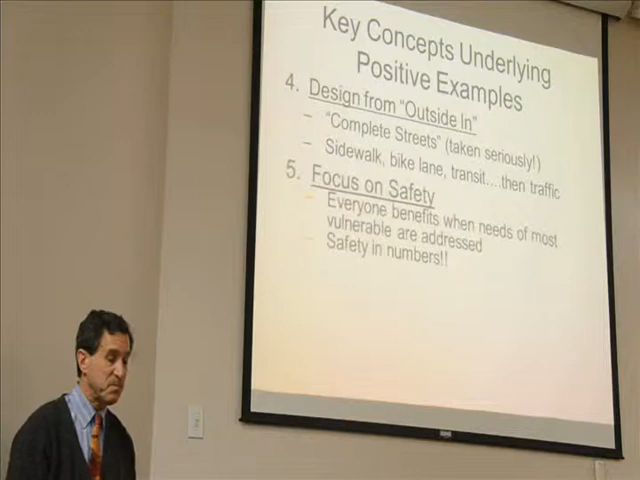 Key Concepts Underlying
Positive Examples
4. Design from "Outside In"
– "Complete Streets" (taken seriously!)
– Sidewalk, bike lane, transit....then traffic
5. Focus on Safety
– Everyone benefits when needs of most
vulnerable are addressed
– Safety in numbers!!